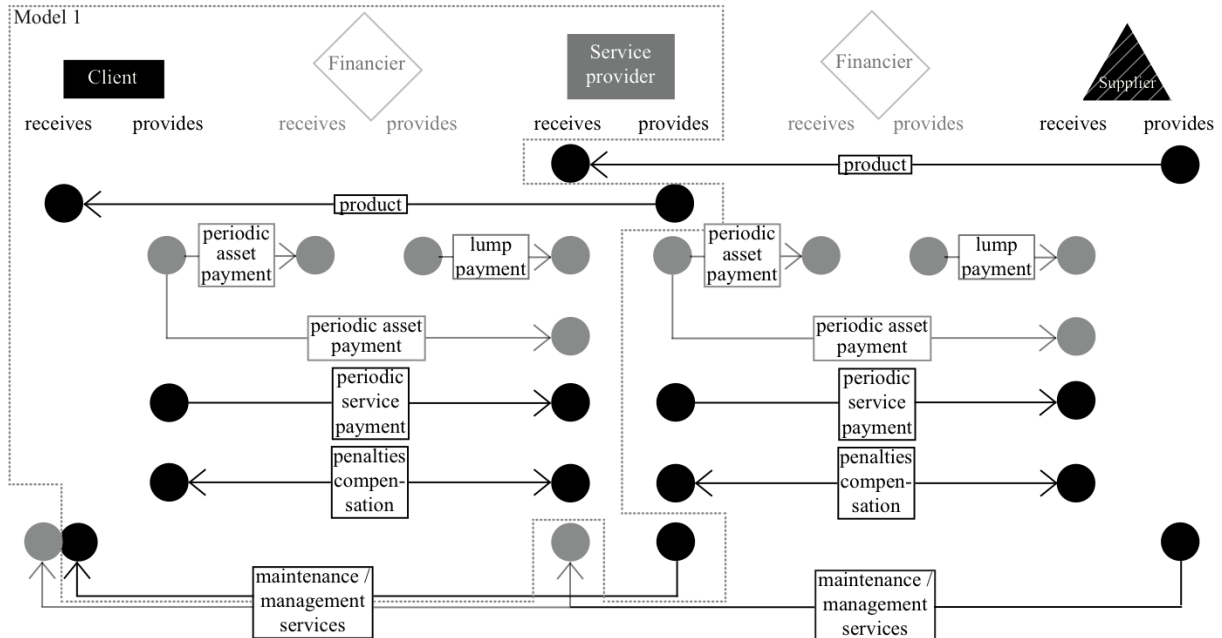 Model 1
Client
Financier
Service
provider
Financier
Supplier
receives provides
receives provides
receives provides
receives provides
receives provides
product
product
periodic
asset
payment
lump
payment
periodic
asset
payment
lump
payment
periodic asset
payment
periodic asset
payment
periodic
service
payment
periodic
service
payment
penalties
compen-
sation
penalties
compen-
sation
maintenance /
management
services
maintenance /
management
services